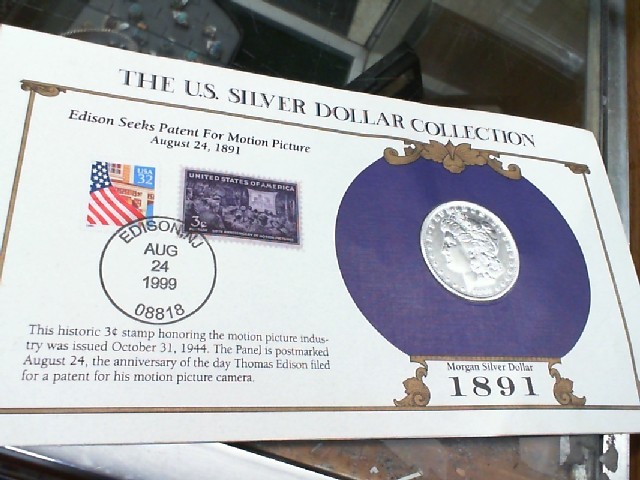 THE U.S. SILVER DOLLAR COLLECTION
Edison Seeks Patent For Motion Picture
August 24, 1891
USA
32
UNITED STATES OF AMERICA
3¢
EDISON, NJ
AUG
24
1999
08818
This historic 3¢ stamp honoring the motion picture indus-
try was issued October 31, 1944. The Panel is postmarked
August 24, the anniversary of the day Thomas Edison filed
for a patent for his motion picture camera.
Morgan Silver Dollar
1891